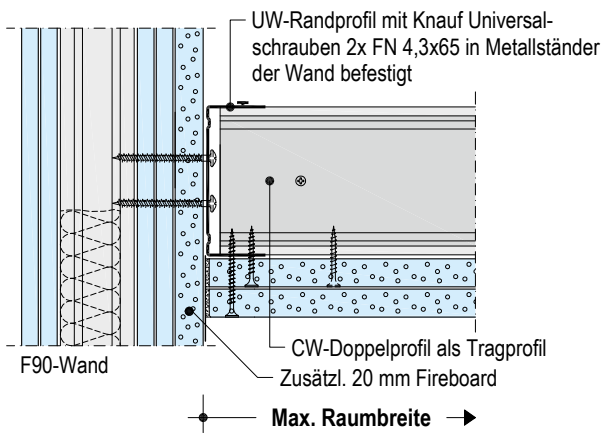 UW-Randprofil mit Knauf Universal-
schrauben 2x FN 4,3x65 in Metallständer
der Wand befestigt
CW-Doppelprofil als Tragprofil
F90-Wand
Zusätzl. 20 mm Fireboard
Max. Raumbreite